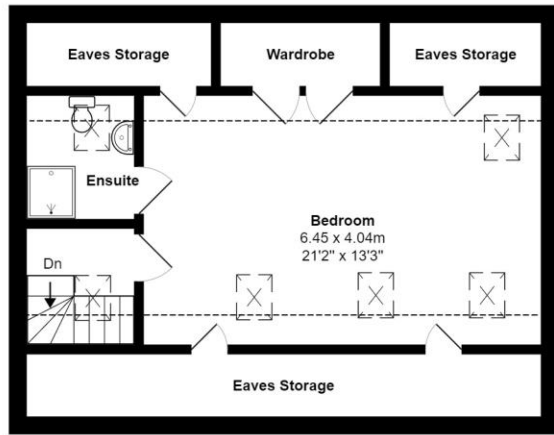 Eaves Storage
Wardrobe
Eaves Storage
Ensuite
Bedroom
6.45 x 4.04m
21'2" x 13'3"
Dn
Eaves Storage